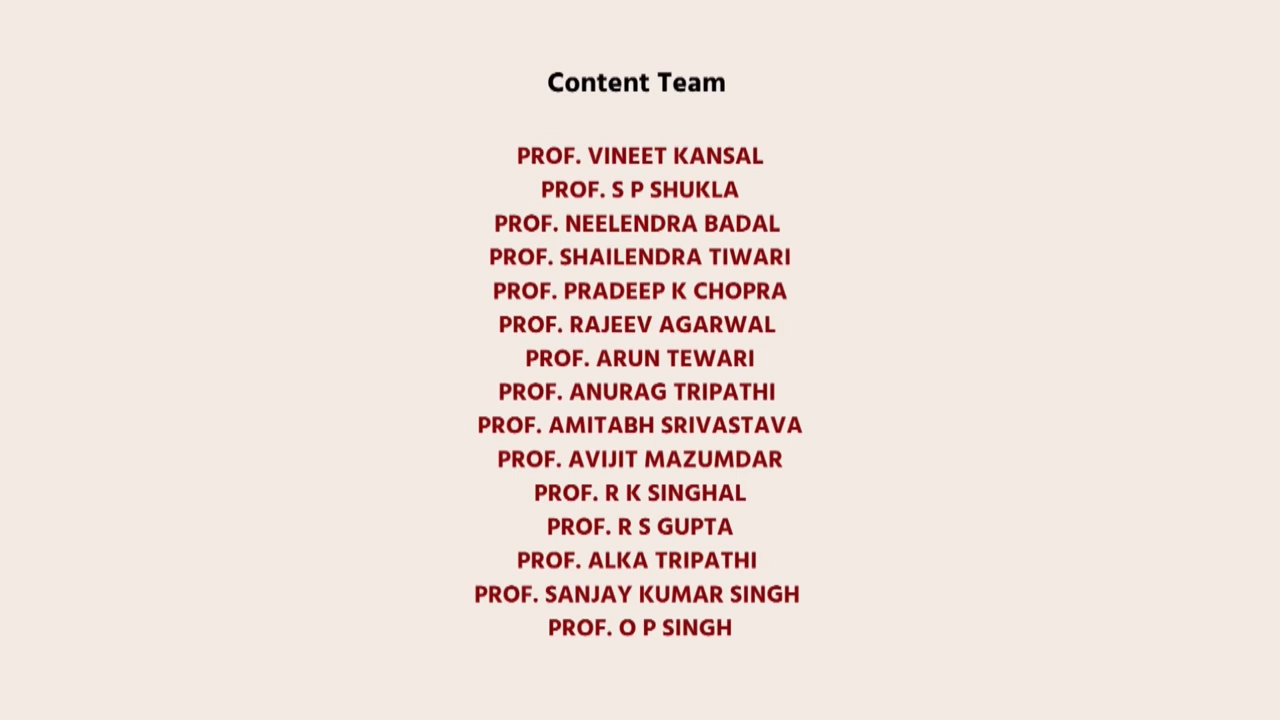 Content Team
PROF. VINEET KANSAL
PROF. S P SHUKLA
PROF. NEELENDRA BADAL
PROF. SHAILENDRA TIWARI
PROF. PRADEEP K CHOPRA
PROF. RAJEEV AGARWAL
PROF. ARUN TEWARI
PROF. ANURAG TRIPATHI
PROF. AMITABH SRIVASTAVA
PROF. AVIJIT MAZUMDAR
PROF. R K SINGHAL
PROF. R S GUPTA
PROF. ALKA TRIPATHI
PROF. SANJAY KUMAR SINGH
PROF. O P SINGH